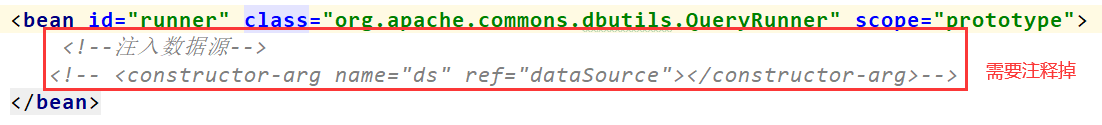 <bean id="runner" class="org.apache.commons.dbutils.QueryRunner" scope="prototype">
<!--注入数据源-->
<!-- <constructor-arg name="ds" ref="dataSource"></constructor-arg>-->
需要注释掉
</bean>